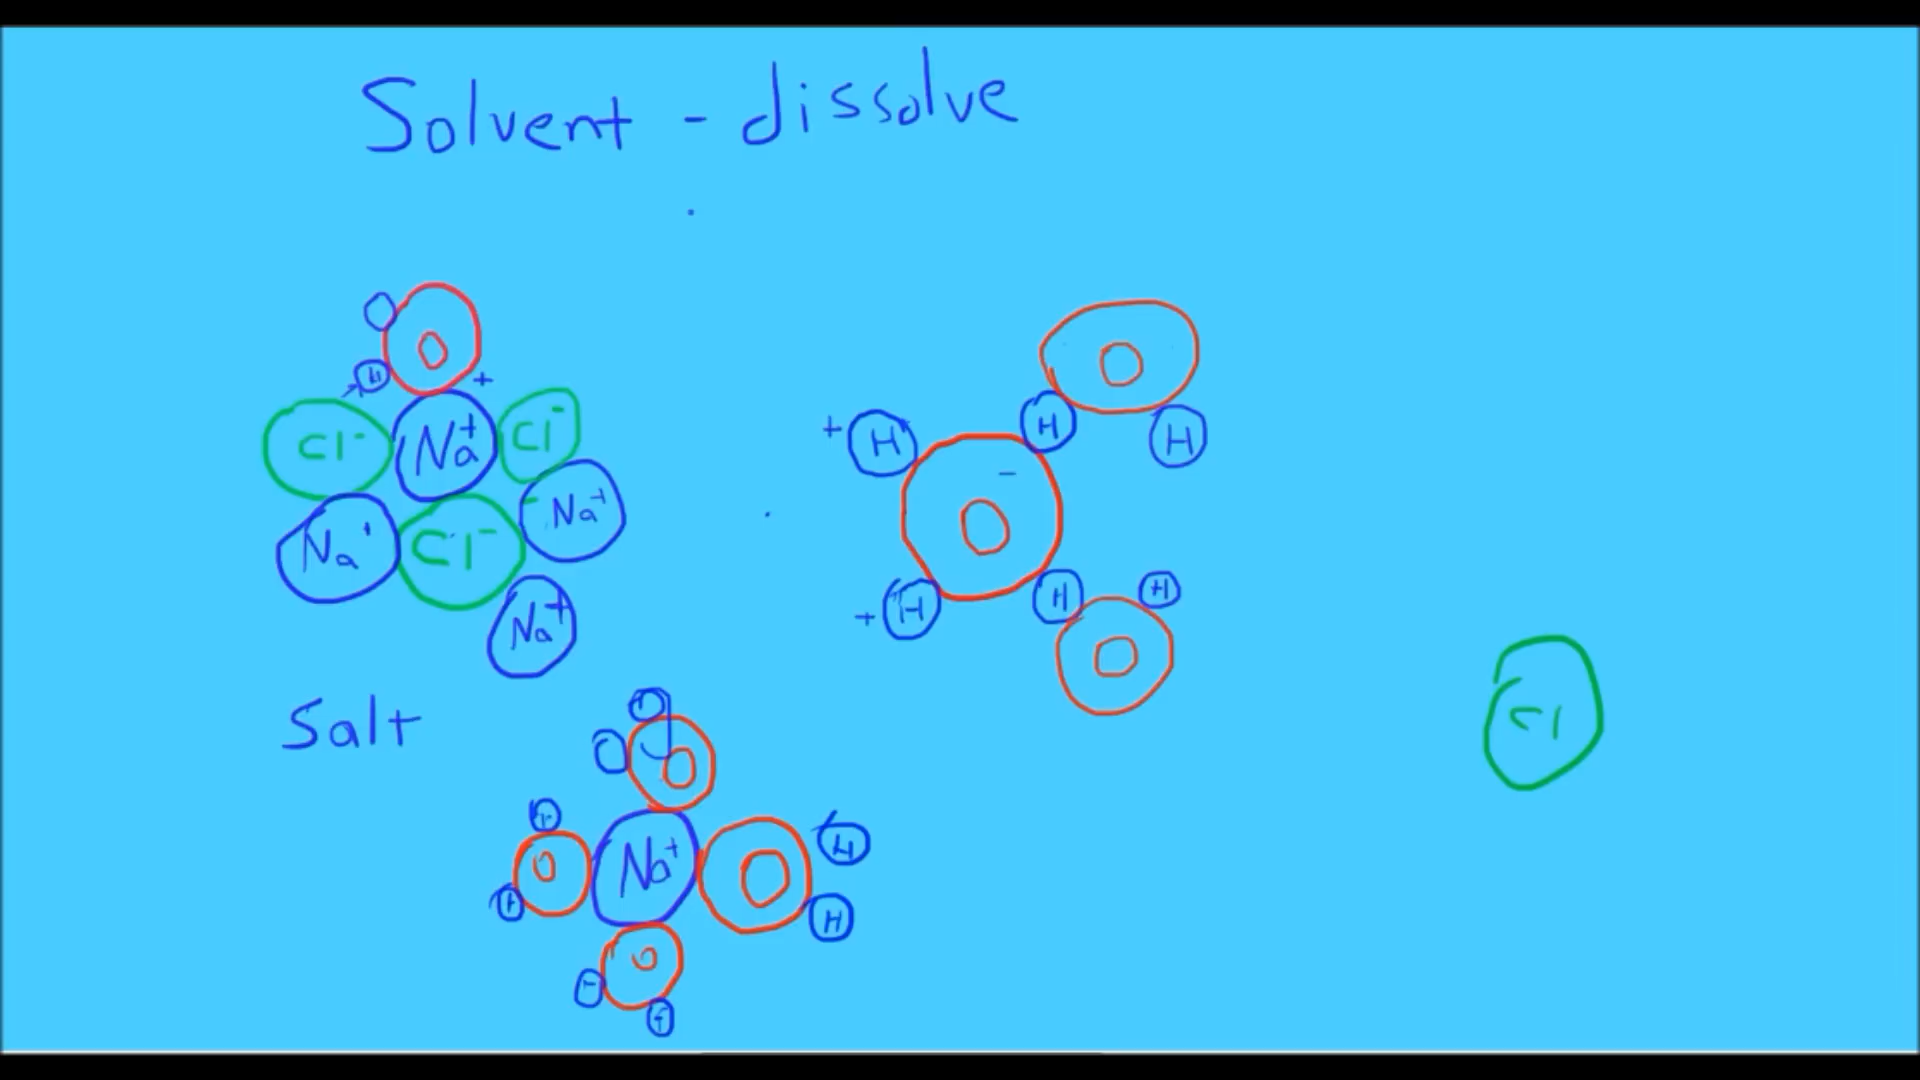 Solvent - dissolve
O
H +
Cl⁻ Na⁺ Cl⁻
Na⁺ Cl⁻ Na⁺
Na⁺
Salt
O
H H
+ H
-
O
+ H
H H
O
O
H
O Na⁺ O H
H H
O
Cl